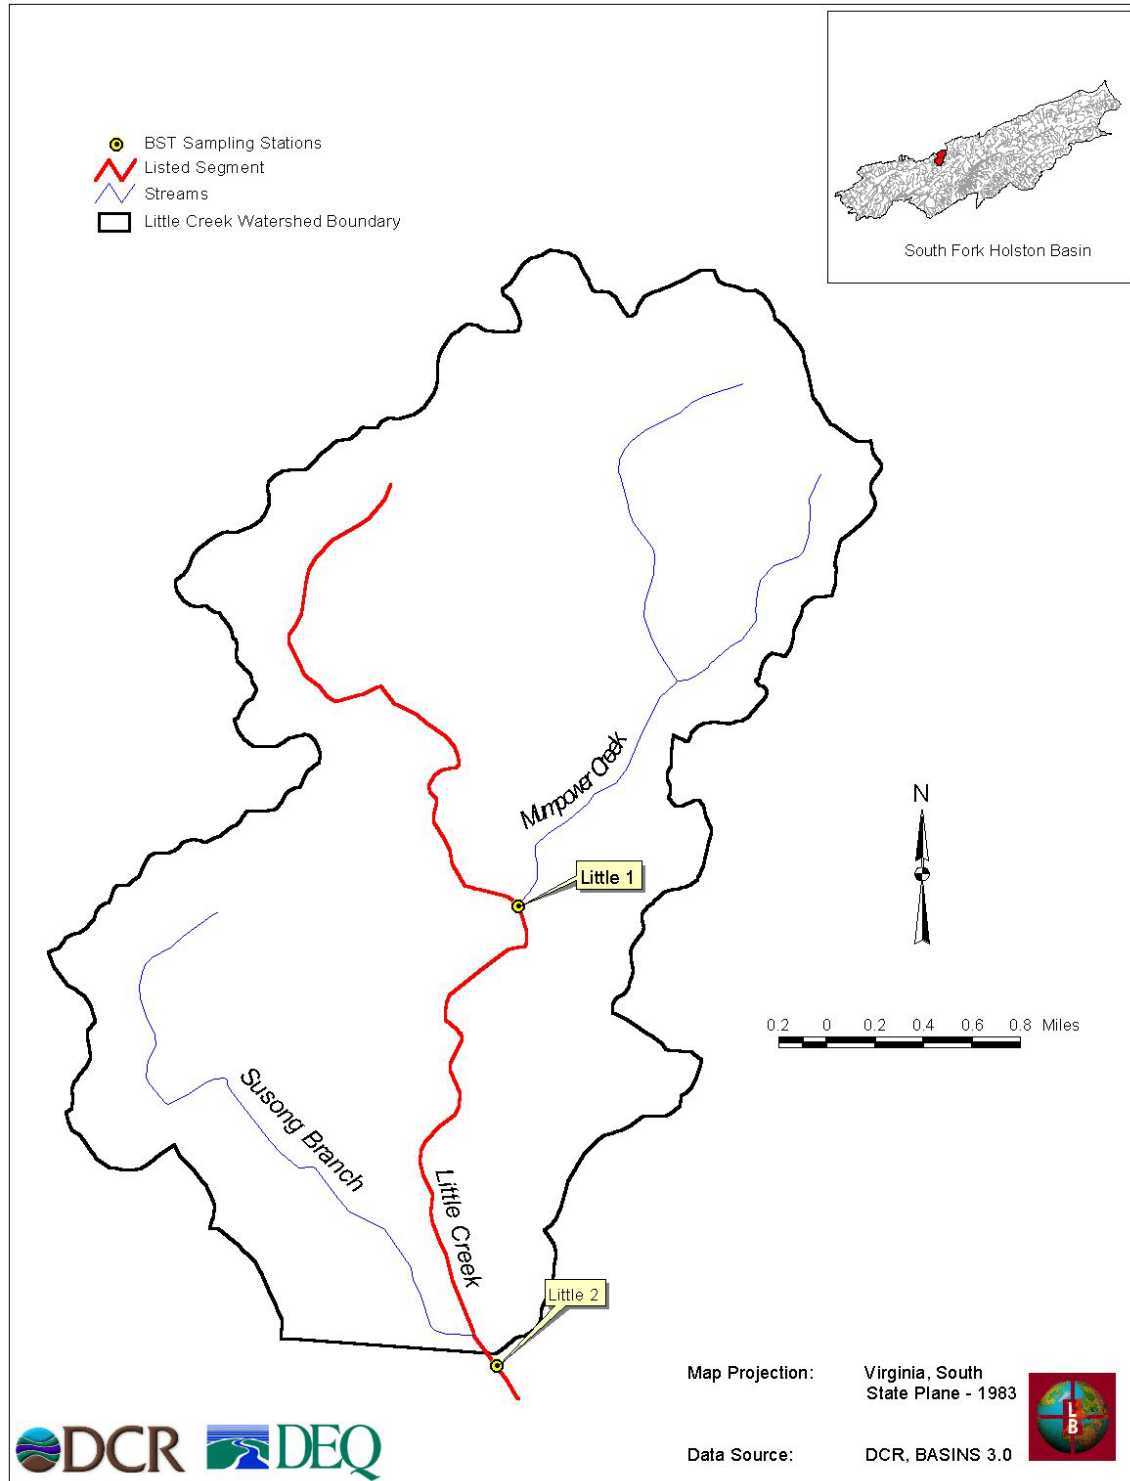 BST Sampling Stations
Listed Segment
Streams
Little Creek Watershed Boundary
South Fork Holston Basin
Mumpower Creek
Little 1
N
0.2 0 0.2 0.4 0.6 0.8 Miles
Susong Branch
Little Creek
Little 2
Map Projection: Virginia, South
State Plane - 1983
Data Source: DCR, BASINS 3.0
L
B
DCR
DEQ